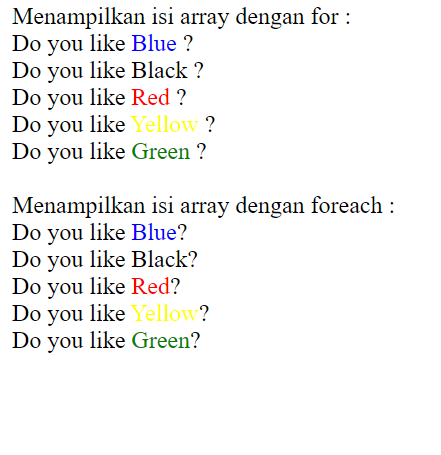 Menampilkan isi array dengan for :
Do you like Blue ?
Do you like Black ?
Do you like Red ?
Do you like Yellow ?
Do you like Green ?
Menampilkan isi array dengan foreach :
Do you like Blue?
Do you like Black?
Do you like Red?
Do you like Yellow?
Do you like Green?